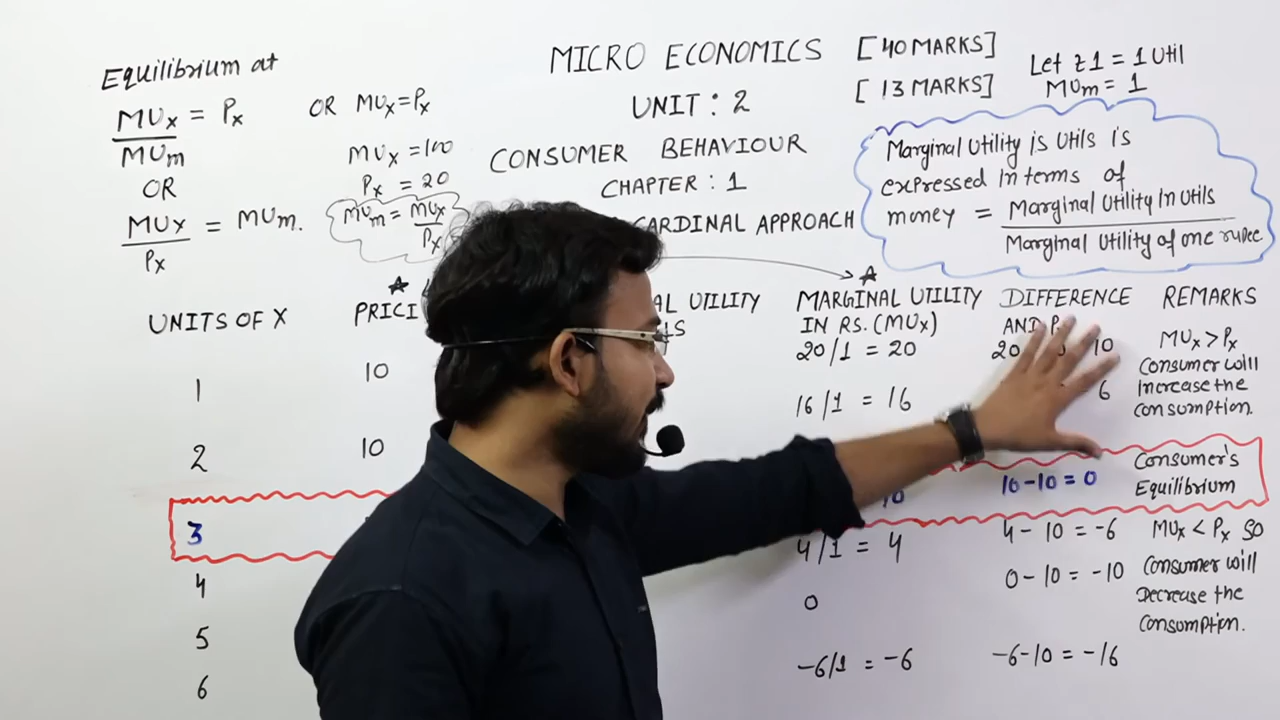 Equilibrium at
MUx = Px
MUm
OR
MUx = MUm.
Px
OR MUx=Px
MUx = 100
Px = 20
MUm = MUx
Px
MICRO ECONOMICS [40 MARKS]
UNIT : 2 [13 MARKS]
CONSUMER BEHAVIOUR
CHAPTER : 1
CARDINAL APPROACH
Let ₹1 = 1 Util
MUm = 1
Marginal Utility is Utils is
expressed in terms of
money = Marginal Utility in Utils
Marginal Utility of one rupee
UNITS OF X
1
2
3
4
5
6
10
10
UTILITY
MARGINAL UTILITY
IN RS. (MUx)
20/1 = 20
16/1 = 16
10
4/1 = 4
0
-6/1 = -6
DIFFERENCE
AND
20 10
6
10-10=0
4-10=-6
0-10=-10
-6-10=-16
REMARKS
MUx > Px
Consumer will
increase the
consumption.
Consumer's
Equilibrium
MUx < Px so
Consumer will
Decrease the
consumption.